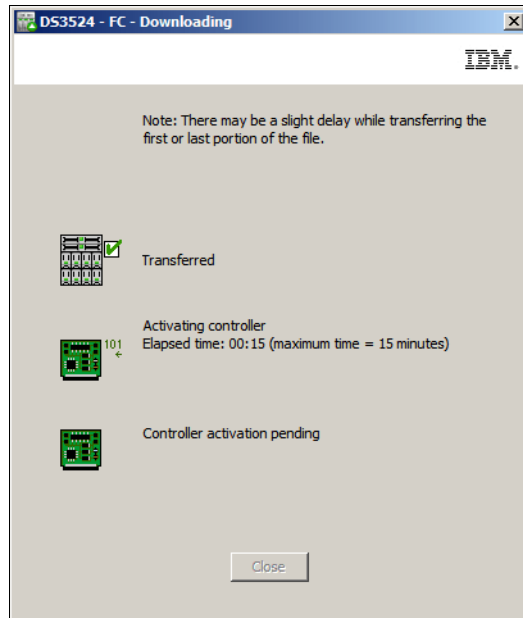 DS3524 - FC - Downloading
IBM.
Note: There may be a slight delay while transferring the
first or last portion of the file.
Transferred
Activating controller
101
Elapsed time: 00:15 (maximum time = 15 minutes)
Controller activation pending
Close